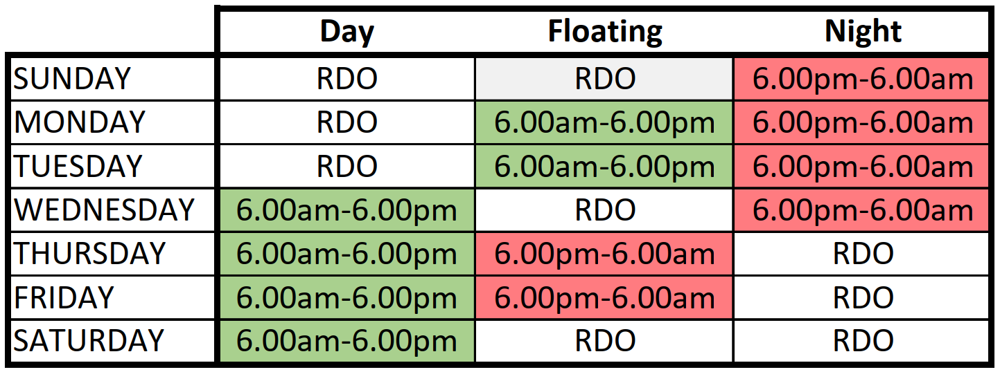 Day Floating Night
SUNDAY RDO RDO 6.00pm-6.00am
MONDAY RDO 6.00am-6.00pm 6.00pm-6.00am
TUESDAY RDO 6.00am-6.00pm 6.00pm-6.00am
WEDNESDAY 6.00am-6.00pm RDO 6.00pm-6.00am
THURSDAY 6.00am-6.00pm 6.00pm-6.00am RDO
FRIDAY 6.00am-6.00pm 6.00pm-6.00am RDO
SATURDAY 6.00am-6.00pm RDO RDO